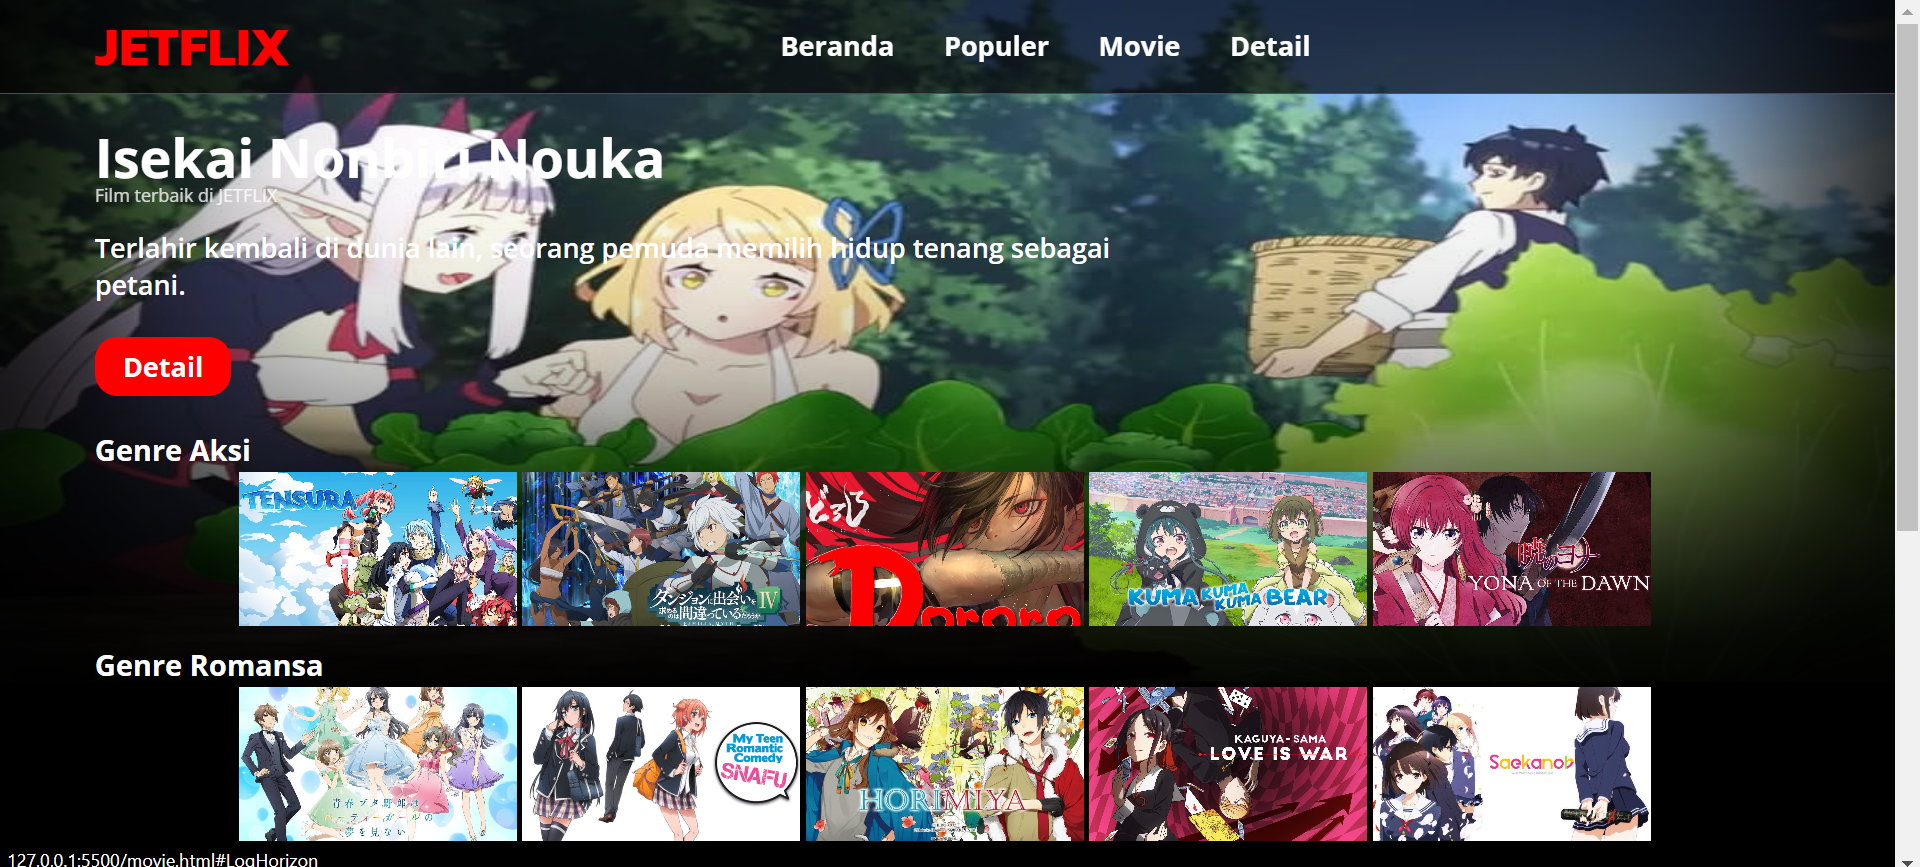 JETFLIX
Beranda Populer Movie Detail
Isekai Nonbiri Nouka
Film terbaik di JETFLIX
Terlahir kembali di dunia lain, seorang pemuda memilih hidup tenang sebagai
petani.
Detail
Genre Aksi
TENSURA
ダンジョンに出会いを
求めるのは間違っているだろうか
IV
どろろ
Dororo
KUMA KUMA
KUMA BEAR
暁のヨナ
YONA OF THE DAWN
Genre Romansa
青春ブタ野郎は
バニーガールの
夢を見ない
My Teen
Romantic
Comedy
SNAFU
HORIMIYA
KAGUYA-SAMA
LOVE IS WAR
Saekano
127.0.0.1:5500/movie.html#LogHorizon